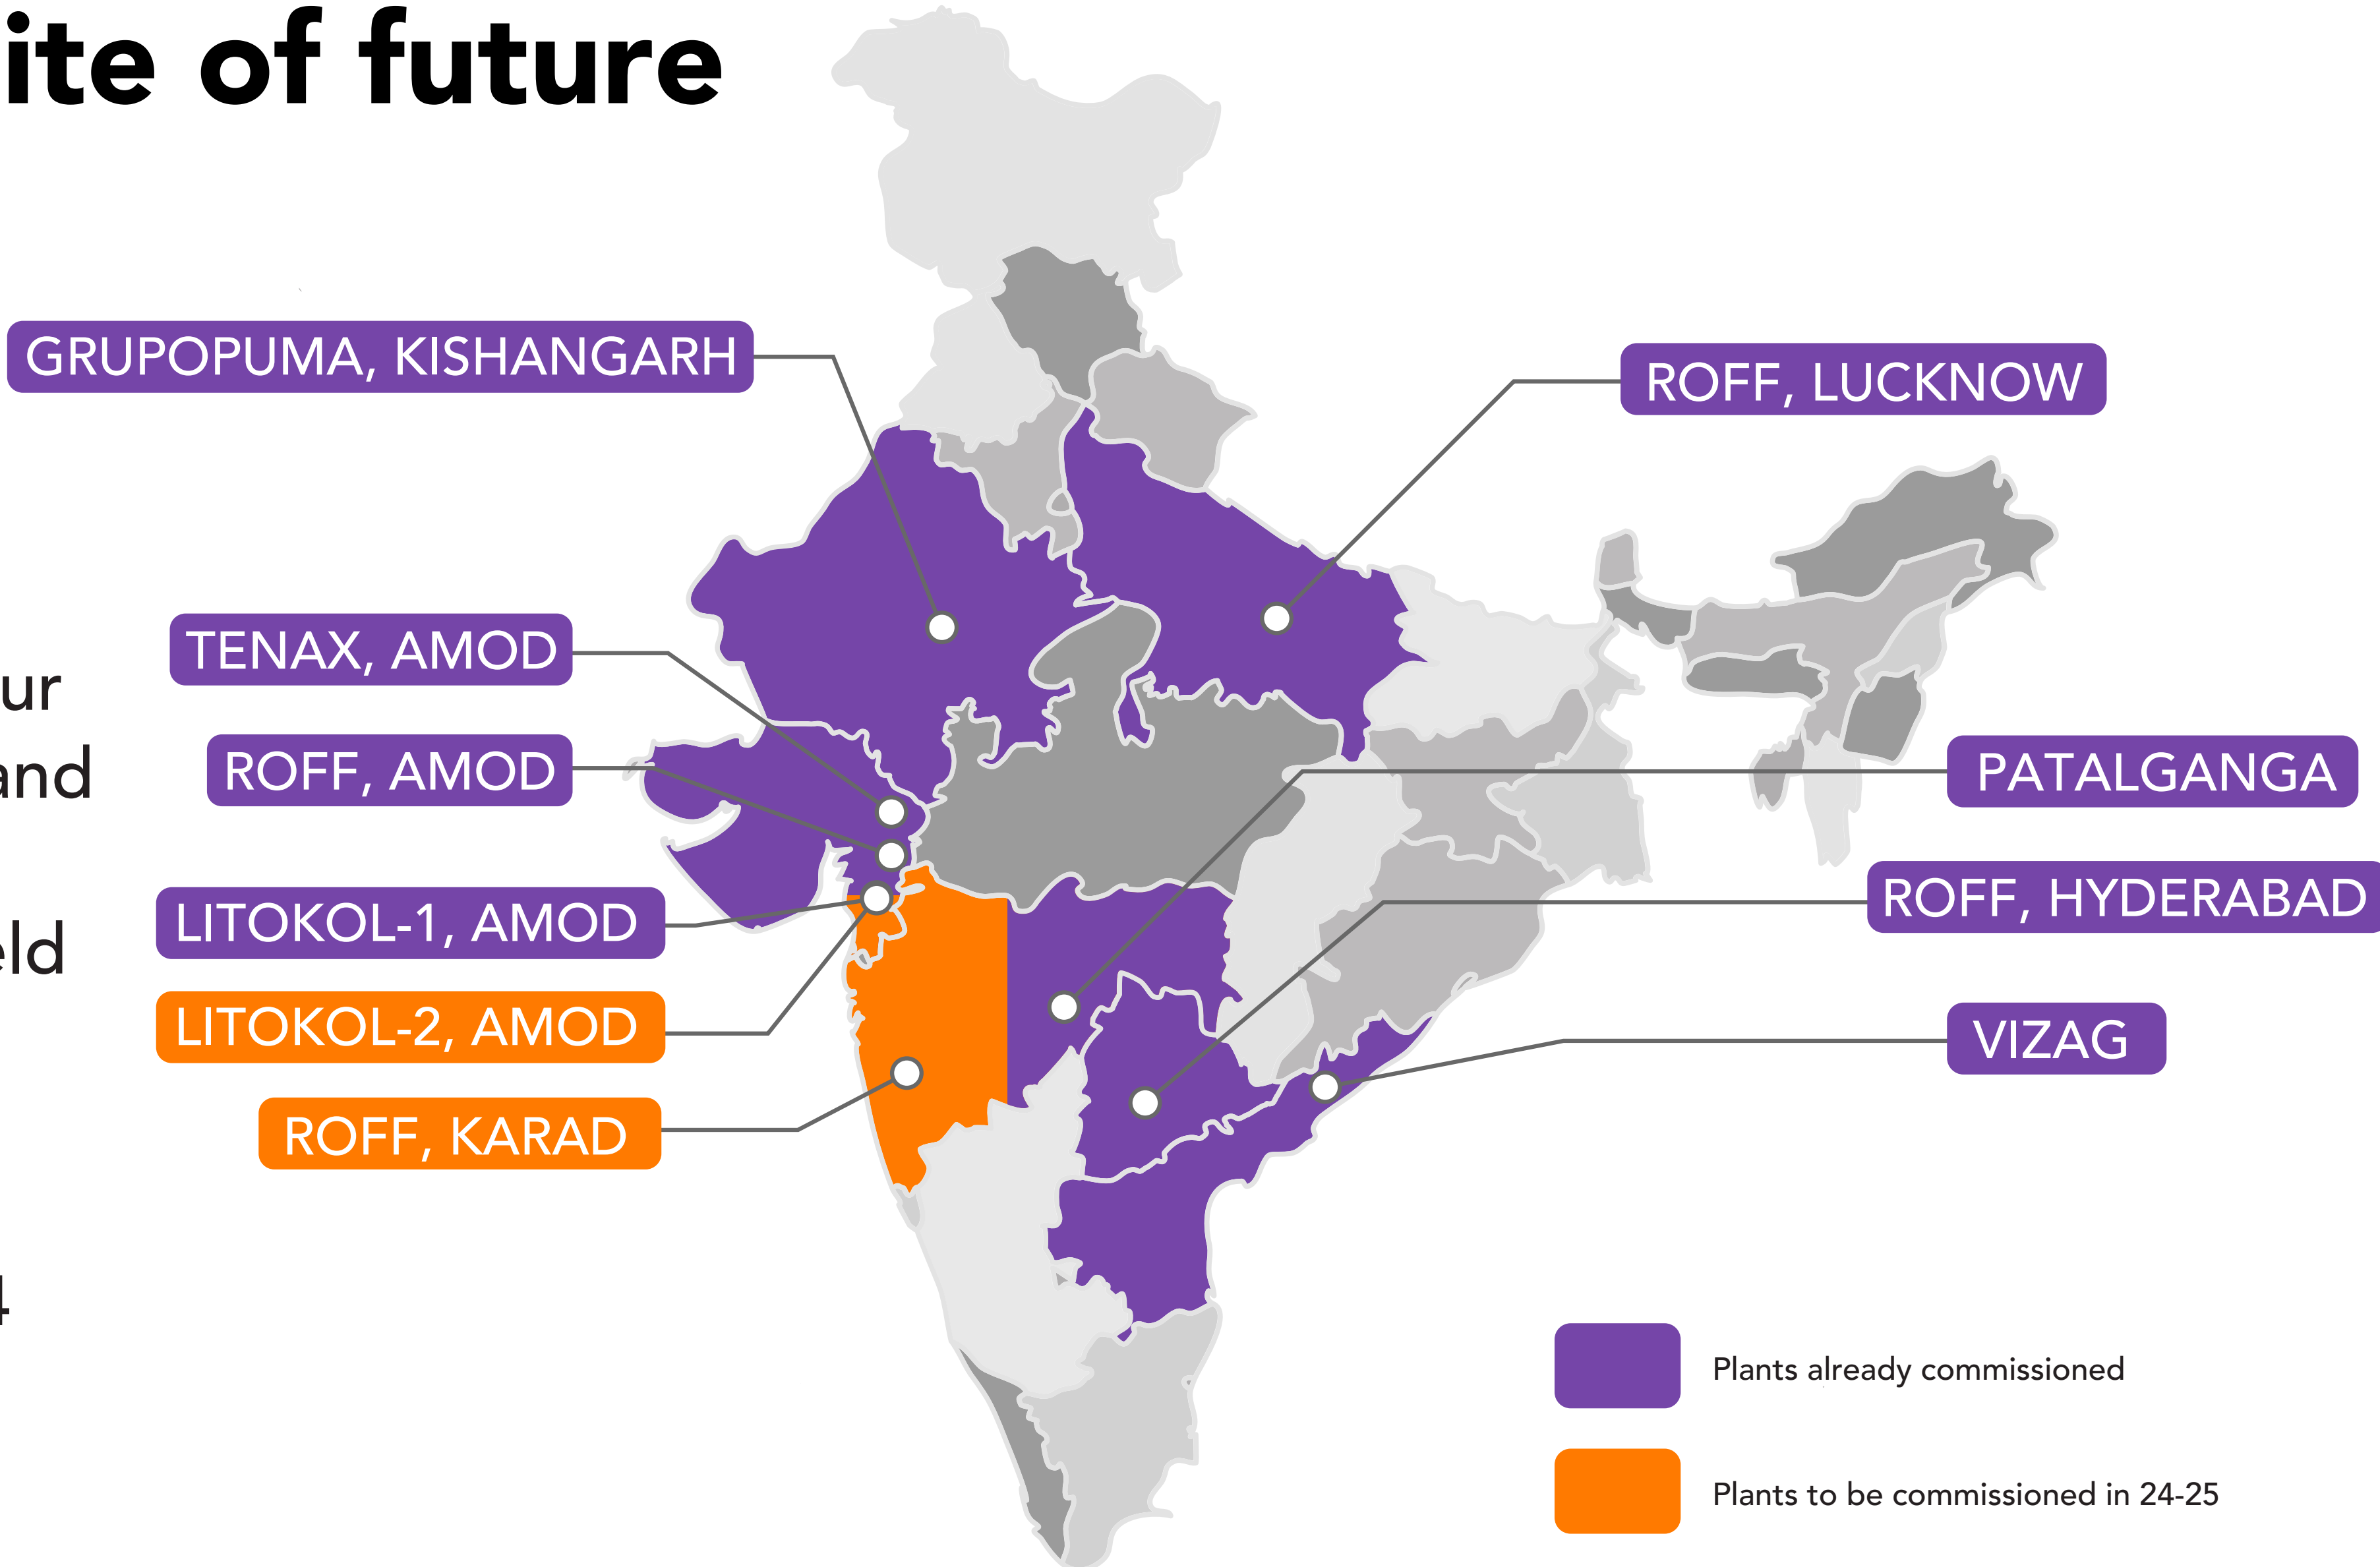 ite of future
GRUPOPUMA, KISHANGARH
ROFF, LUCKNOW
TENAX, AMOD
ur
ROFF, AMOD
and
PATALGANGA
ROFF, HYDERABAD
LITOKOL-1, AMOD
eld
LITOKOL-2, AMOD
VIZAG
ROFF, KARAD
4
Plants already commissioned
Plants to be commissioned in 24-25